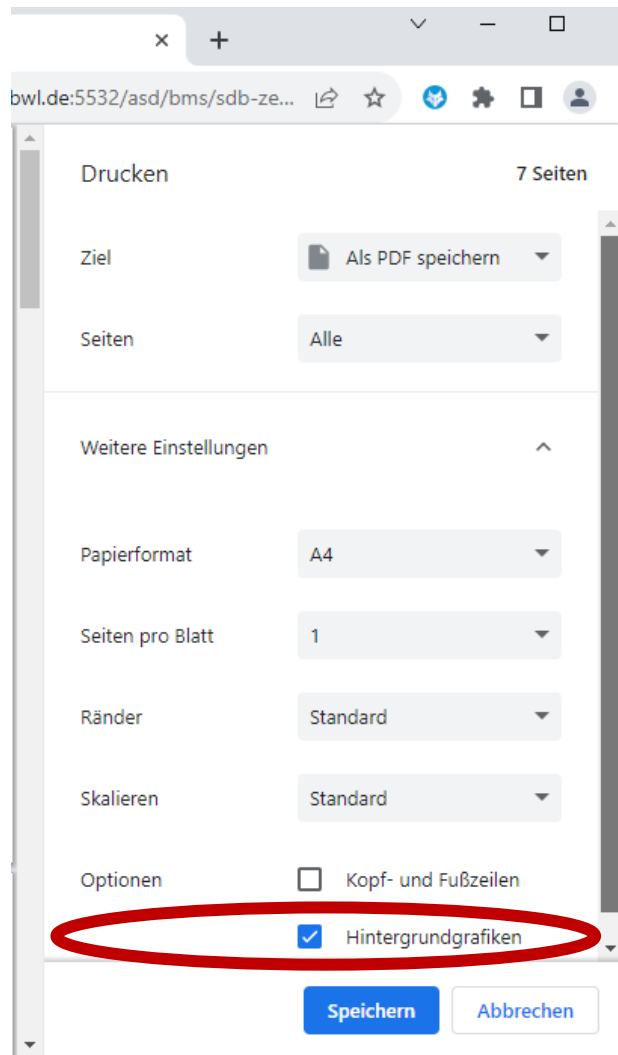 bwl.de:5532/asd/bms/sdb-ze...
Drucken 7 Seiten
Ziel Als PDF speichern
Seiten Alle
Weitere Einstellungen
Papierformat A4
Seiten pro Blatt 1
Ränder Standard
Skalieren Standard
Optionen Kopf- und Fußzeilen
Hintergrundgrafiken
Speichern Abbrechen